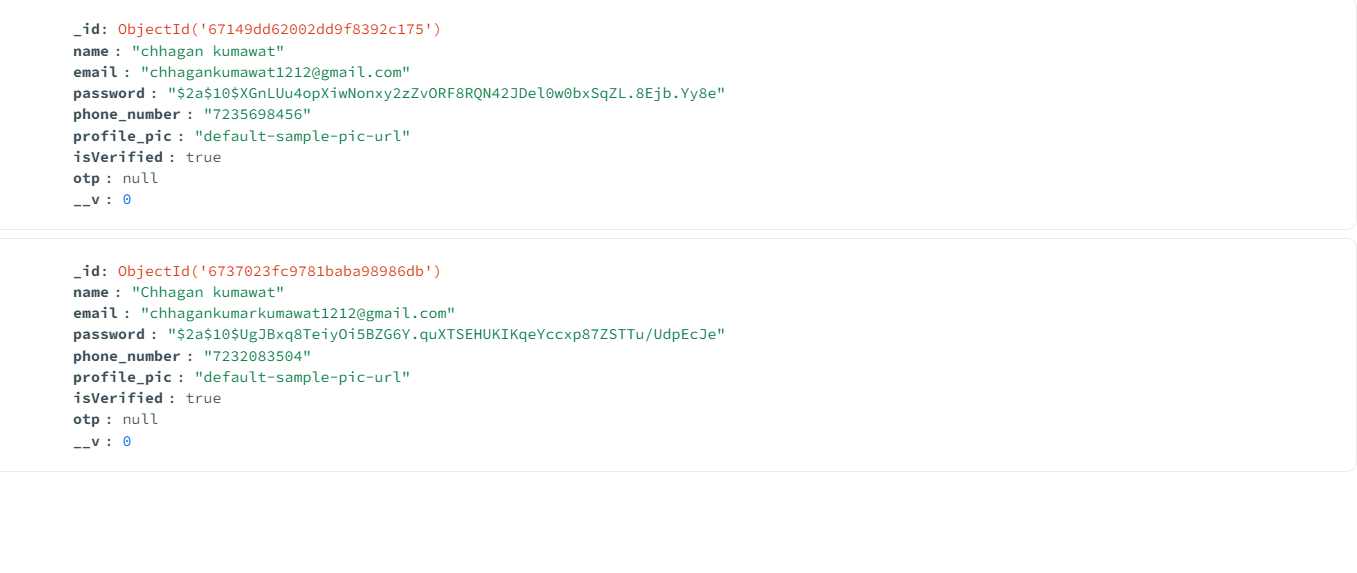 _id: ObjectId('67149dd62002dd9f8392c175')
name : "chhagan kumawat"
email : "chhagankumawat1212@gmail.com"
password : "$2a$10$XGnLUu4opXiwNonxy2zZvORF8RQN42JDel0w0bxSqZL.8Ejb.Yy8e"
phone_number : "7235698456"
profile_pic : "default-sample-pic-url"
isVerified : true
otp : null
__v : 0
_id: ObjectId('6737023fc9781baba98986db')
name : "Chhagan kumawat"
email : "chhagankumarkumawat1212@gmail.com"
password : "$2a$10$UgJBxq8TeiyOi5BZG6Y.quXTSEHUKIKqeYccxp87ZSTTu/UdpEcJe"
phone_number : "7232083504"
profile_pic : "default-sample-pic-url"
isVerified : true
otp : null
__v : 0